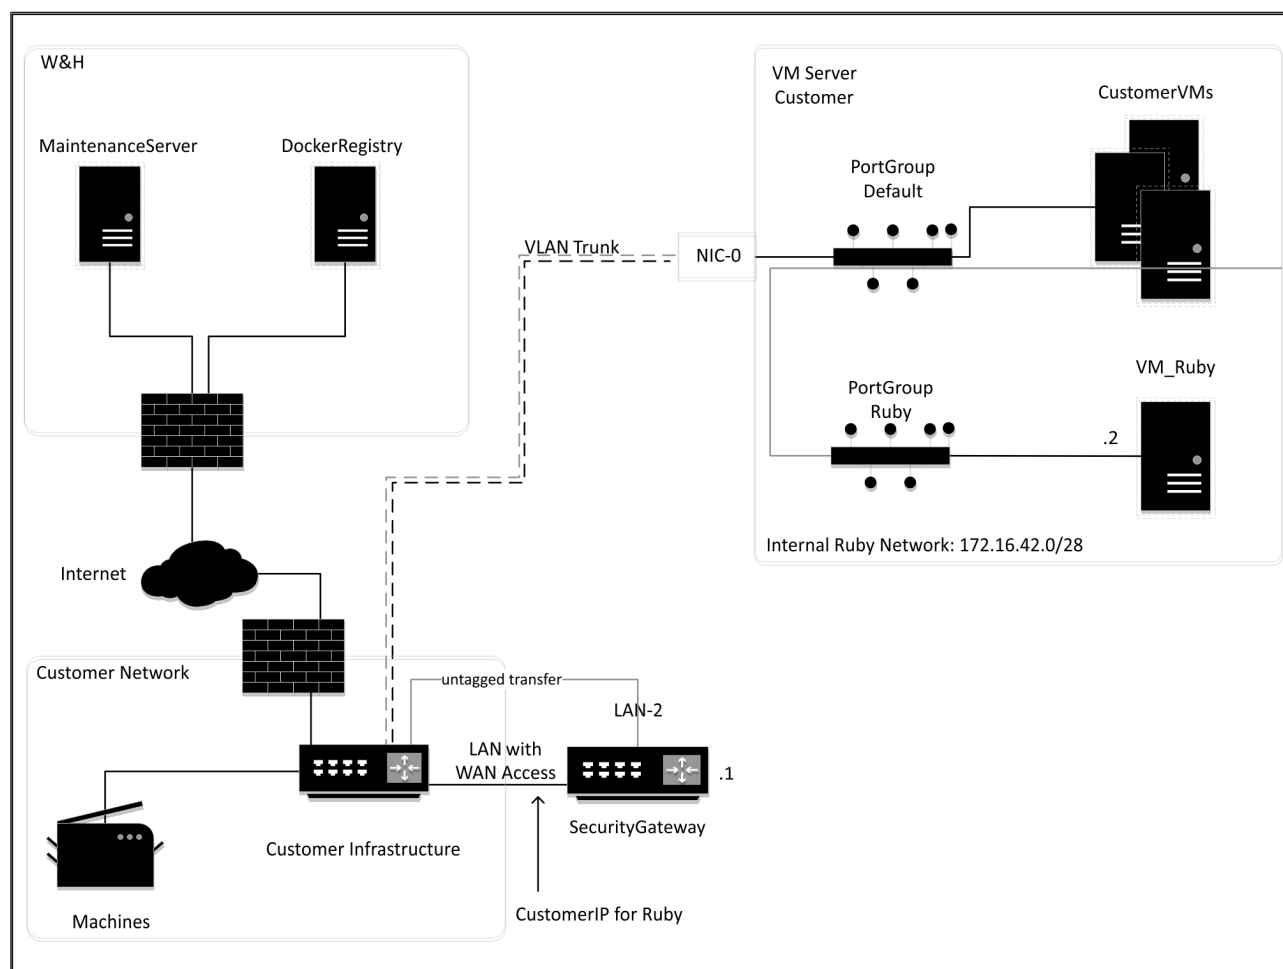 W&H
MaintenanceServer
DockerRegistry
VM Server
Customer
CustomerVMs
PortGroup
Default
VLAN Trunk
NIC-0
VM_Ruby
PortGroup
Ruby
.2
Internal Ruby Network: 172.16.42.0/28
Internet
Customer Network
untagged transfer
LAN-2
LAN with
WAN Access
.1
SecurityGateway
Customer Infrastructure
CustomerIP for Ruby
Machines